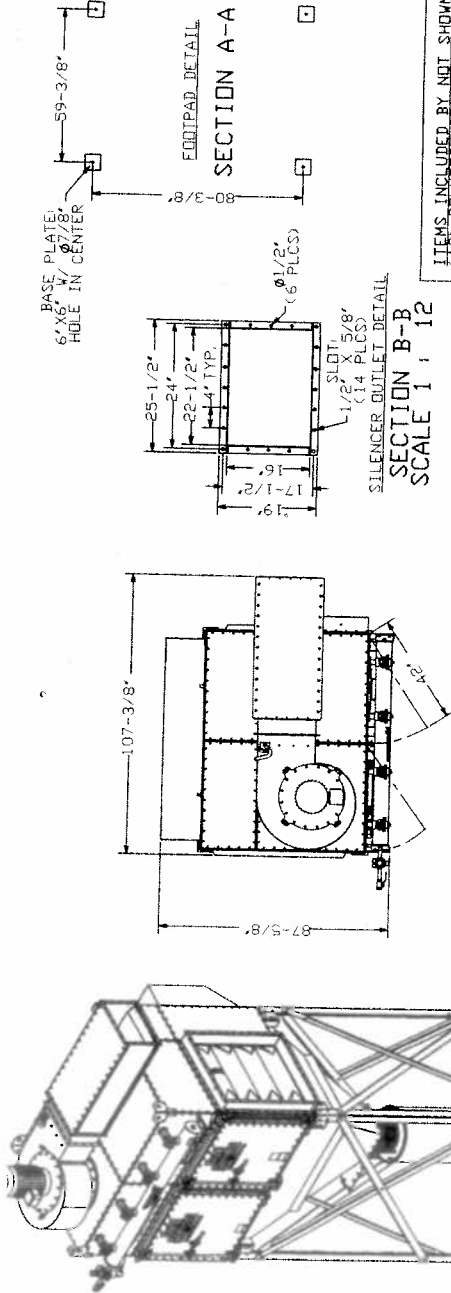 107-3/8"
87-5/8"
42"
25-1/2"
24"
22-1/2"
4" TYP.
19"
17-1/2"
16"
Ø1/2"
(6 PLCS)
SLOT:
1/2" X 5/8"
(14 PLCS)
SILENCER OUTLET DETAIL
SECTION B-B
SCALE 1 : 12
59-3/8"
BASE PLATE:
6"X6" W/ Ø7/8"
HOLE IN CENTER
80-3/8"
FOOTPAD DETAIL
SECTION A-A
ITEMS INCLUDED BY NOT SHOWN